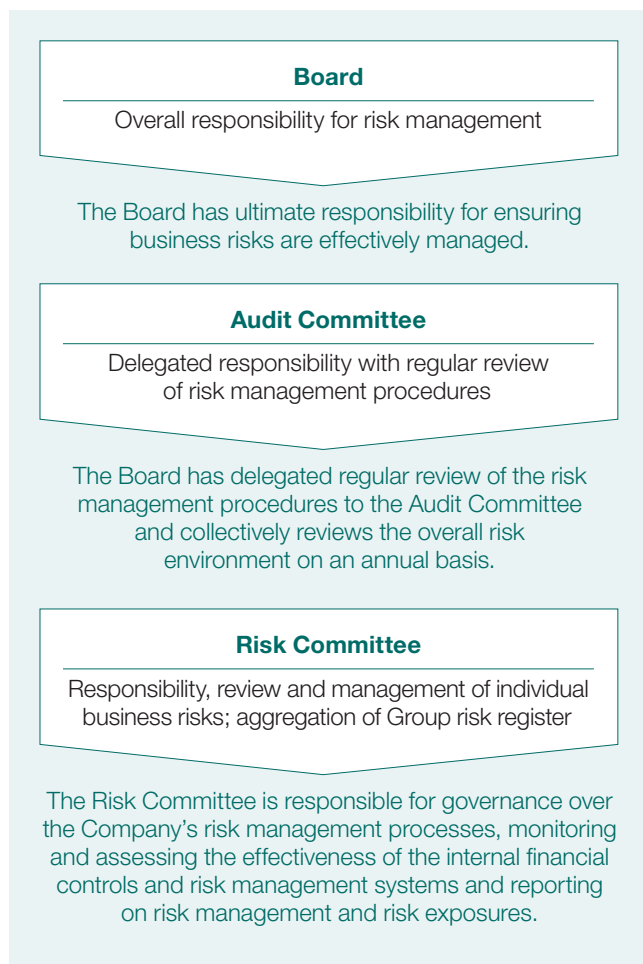 Board
Overall responsibility for risk management
The Board has ultimate responsibility for ensuring
business risks are effectively managed.
Audit Committee
Delegated responsibility with regular review
of risk management procedures
The Board has delegated regular review of the risk
management procedures to the Audit Committee
and collectively reviews the overall risk
environment on an annual basis.
Risk Committee
Responsibility, review and management of individual
business risks; aggregation of Group risk register
The Risk Committee is responsible for governance over
the Company’s risk management processes, monitoring
and assessing the effectiveness of the internal financial
controls and risk management systems and reporting
on risk management and risk exposures.